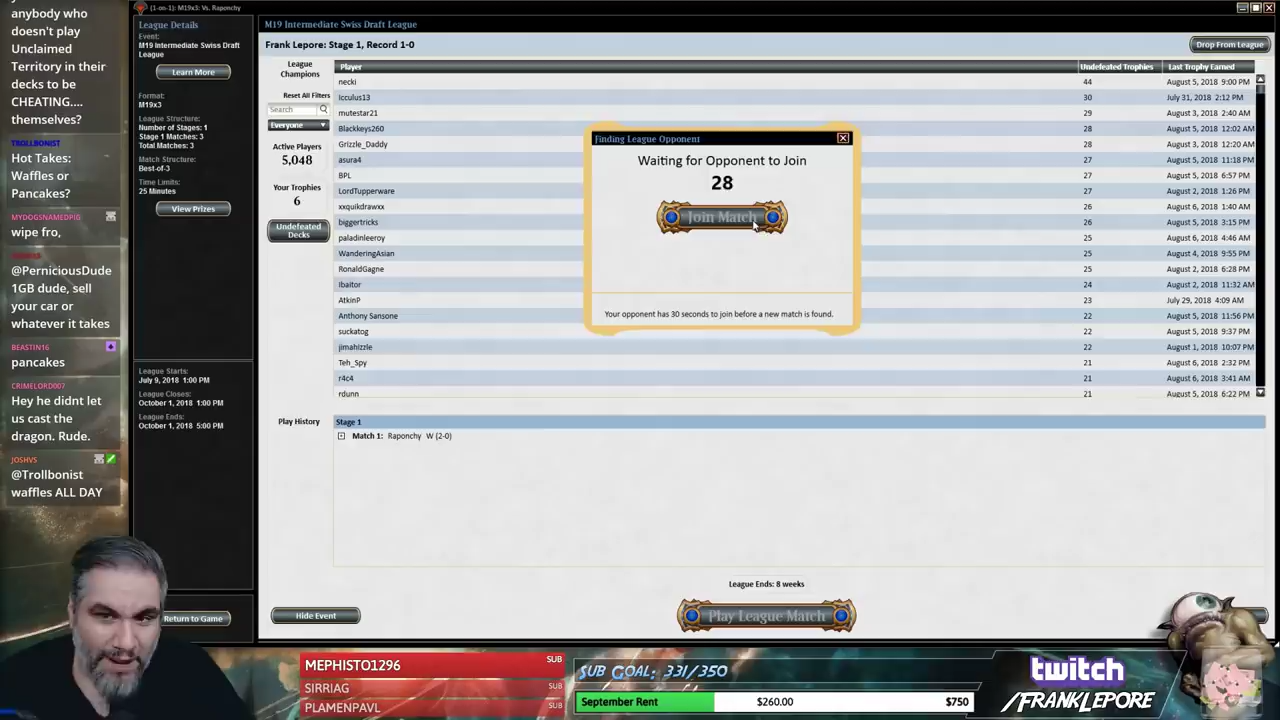 anybody who
doesn't play
Unclaimed
Territory in their
decks to be
CHEATING....
themselves?
TROLLBONIST
Hot Takes:
Waffles or
Pancakes?
MYDOGSNAMEDPIG
wipe fro,
@PerniciousDude
1GB dude, sell
your car or
whatever it takes
BEASTIN16
pancakes
CRIMELORD007
Hey he didnt let
us cast the
dragon. Rude.
JOSHVS
@Trollbonist
waffles ALL DAY
(1-on-1): M19x3: Vs. Raponchy
League Details
Event:
M19 Intermediate Swiss Draft
League
Learn More
Format:
M19x3
League Structure:
Number of Stages: 1
Stage 1 Matches: 3
Total Matches: 3
Match Structure:
Best-of-3
Time Limits:
25 Minutes
View Prizes
League Starts:
July 9, 2018 1:00 PM
League Closes:
October 1, 2018 1:00 PM
League Ends:
October 1, 2018 5:00 PM
Return to Game
M19 Intermediate Swiss Draft League
Frank Lepore: Stage 1, Record 1-0
Drop From League
League
Champions
Reset All Filters
Search
Everyone
Active Players
5,048
Your Trophies
6
Undefeated
Decks
Player Undefeated Trophies Last Trophy Earned
necki 44 August 5, 2018 9:00 PM
Icculus13 30 July 31, 2018 2:12 PM
mutestar21 29 August 3, 2018 2:40 AM
Blackkeys260 28 August 5, 2018 12:02 AM
Grizzle_Daddy 28 August 3, 2018 12:20 AM
asura4 27 August 5, 2018 11:18 PM
BPL 27 August 5, 2018 6:57 PM
LordTupperware 27 August 2, 2018 1:26 PM
xxquikdrawxx 26 August 6, 2018 1:40 AM
biggertricks 26 August 5, 2018 3:15 PM
paladinleeroy 25 August 6, 2018 4:46 AM
WanderingAsian 25 August 4, 2018 9:55 PM
RonaldGagne 25 August 2, 2018 6:28 PM
lbaitor 24 August 2, 2018 11:32 AM
AtkinP 23 July 29, 2018 4:09 AM
Anthony Sansone 22 August 5, 2018 11:56 PM
suckatog 22 August 5, 2018 9:37 PM
jimahizzle 22 August 1, 2018 10:07 PM
Teh_Spy 21 August 6, 2018 2:32 PM
r4c4 21 August 6, 2018 3:41 AM
rdunn 21 August 5, 2018 6:22 PM
Finding League Opponent
Waiting for Opponent to Join
28
Join Match
Your opponent has 30 seconds to join before a new match is found.
Play History
Stage 1
Match 1: Raponchy W (2-0)
League Ends: 8 weeks
Hide Event
Play League Match
MEPHISTO1296 SUB
SIRRIAG SUB
PLAMENPAVL SUB
SUB GOAL: 331/350
September Rent $260.00 $750
twitch
/FRANKLEPORE